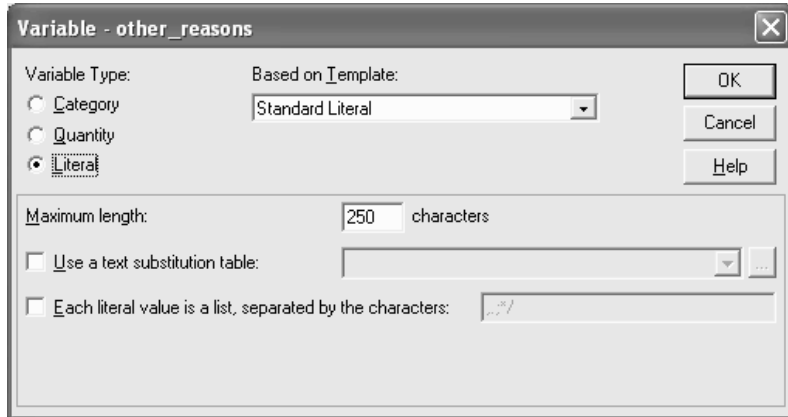 Variable - other_reasons
Variable Type:
Based on Template:
OK
Category
Standard Literal
Quantity
Cancel
Literal
Help
Maximum length: 250 characters
Use a text substitution table:
...
Each literal value is a list, separated by the characters: